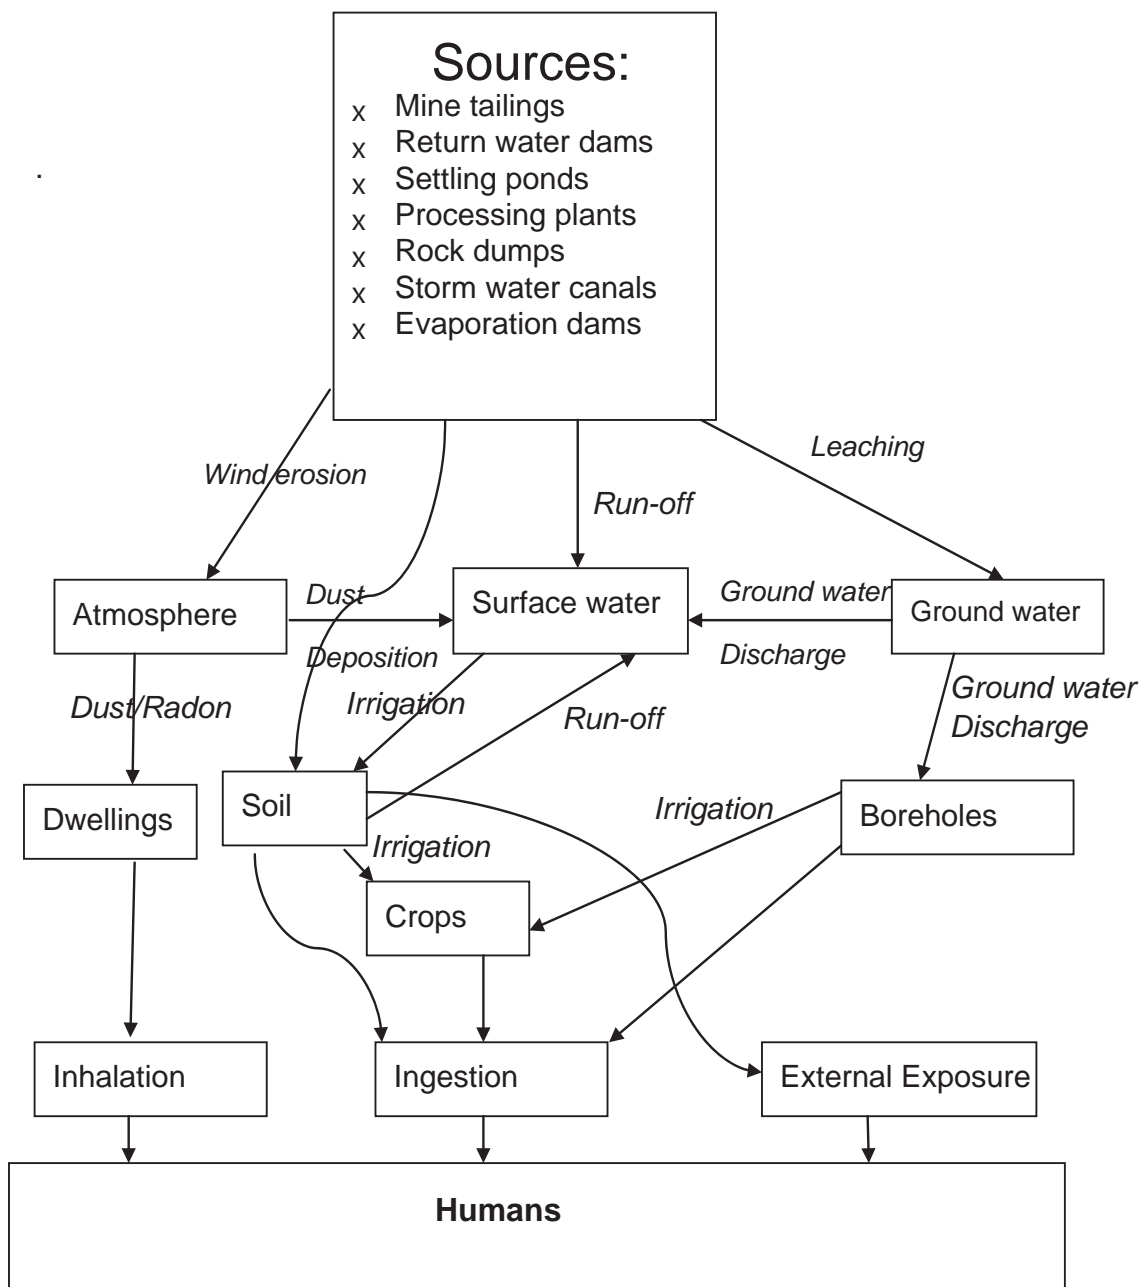 Sources:
x Mine tailings
x Return water dams
.
x Settling ponds
x Processing plants
x Rock dumps
x Storm water canals
x Evaporation dams
Leaching
Wind erosion
Run-off
Dust
Ground water
Atmosphere
Surface water
Ground water
Deposition
Discharge
Irrigation
Ground water
Discharge
Dust/Radon
Run-off
Dwellings
Soil
Irrigation
Boreholes
Irrigation
Crops
Inhalation
Ingestion
External Exposure
Humans